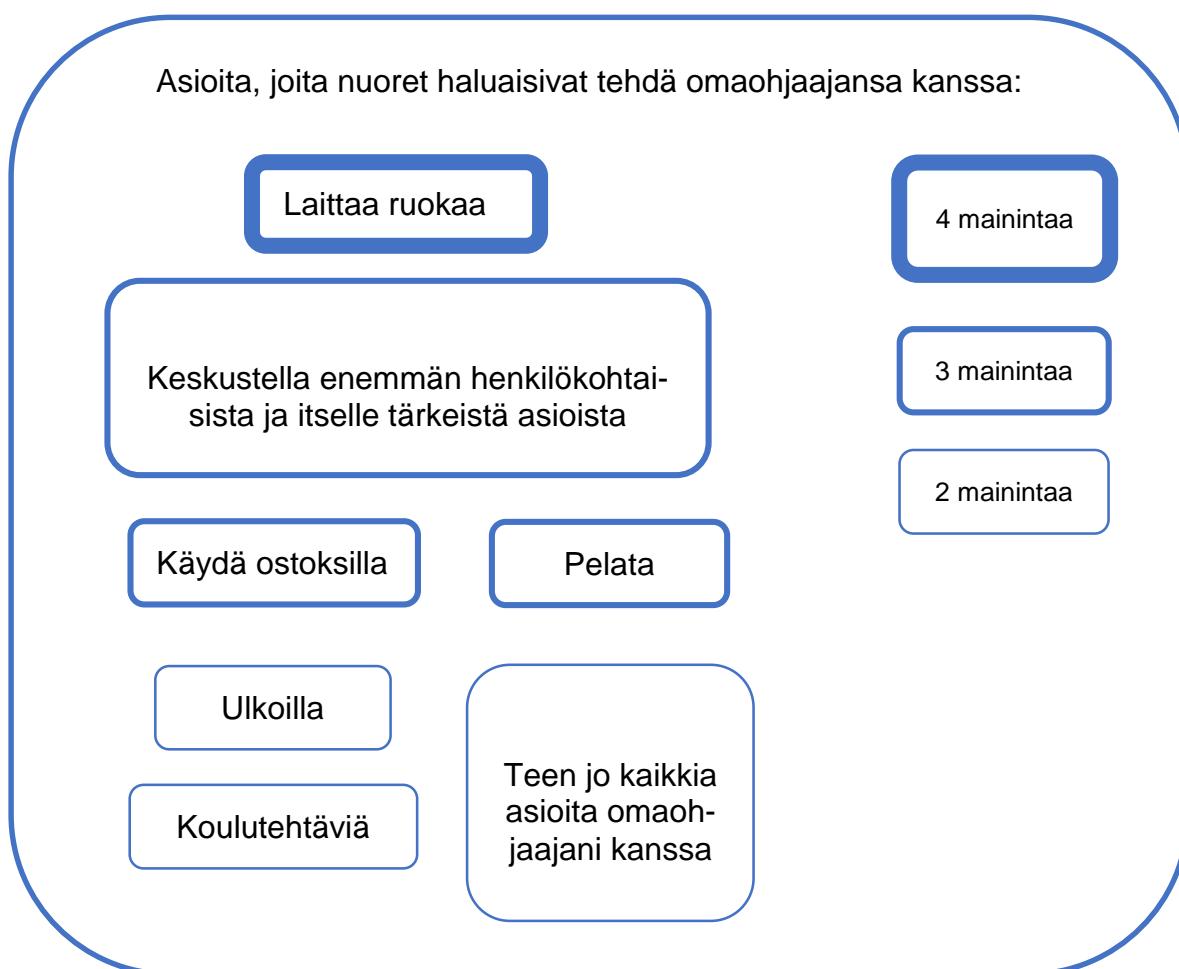 Asioita, joita nuoret haluaisivat tehdä omaohjaajansa kanssa:
Laittaa ruokaa
4 mainintaa
Keskustella enemmän henkilökohtai-
sista ja itselle tärkeistä asioista
3 mainintaa
2 mainintaa
Käydä ostoksilla
Pelata
Ulkoilla
Koulutehtäviä
Teen jo kaikkia
asioita omaoh-
jaajani kanssa